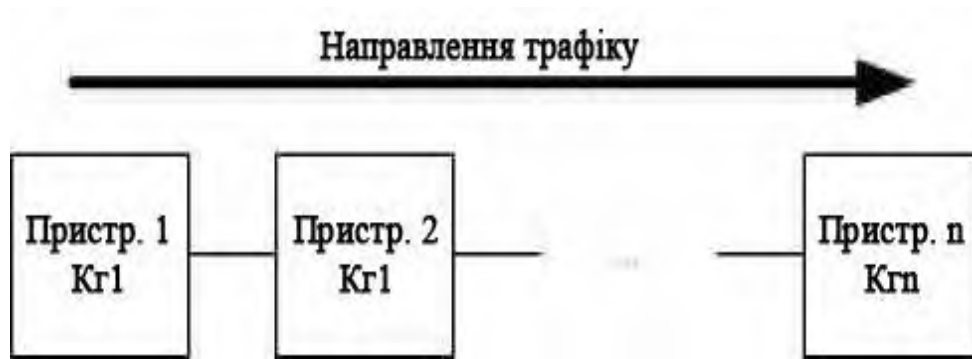 Направлення трафіку
Пристр. 1
Кг1
Пристр. 2
Кг1
...
Пристр. n
Кгn